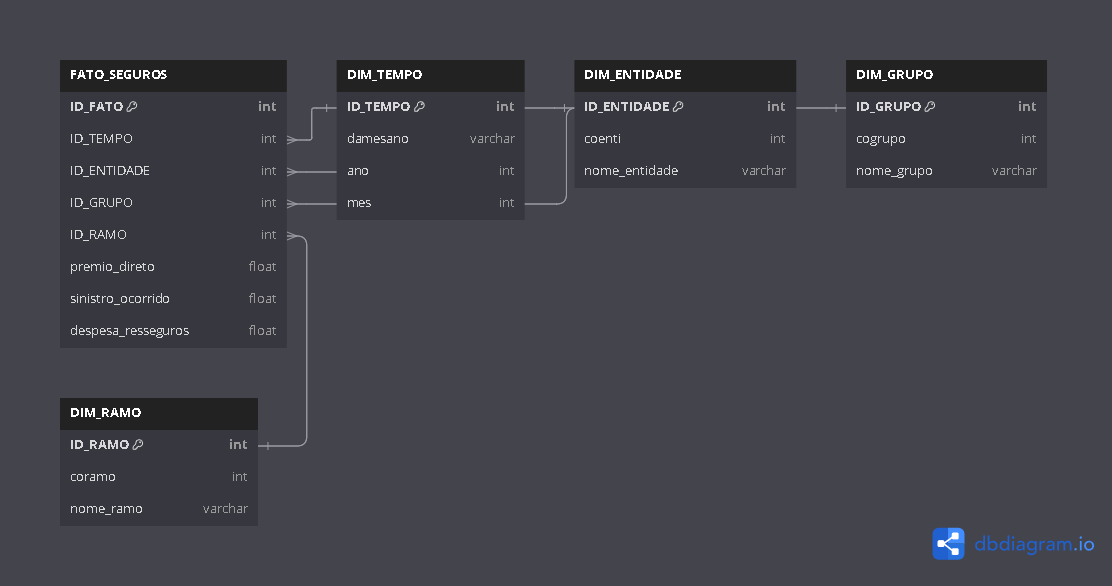 FATO_SEGUROS
ID_FATO int
ID_TEMPO int
ID_ENTIDADE int
ID_GRUPO int
ID_RAMO int
premio_direto float
sinistro_ocorrido float
despesa_resseguros float
DIM_TEMPO
ID_TEMPO int
damesano varchar
ano int
mes int
DIM_ENTIDADE
ID_ENTIDADE int
coenti int
nome_entidade varchar
DIM_GRUPO
ID_GRUPO int
cogrupo int
nome_grupo varchar
DIM_RAMO
ID_RAMO int
coramo int
nome_ramo varchar
dbdiagram.io